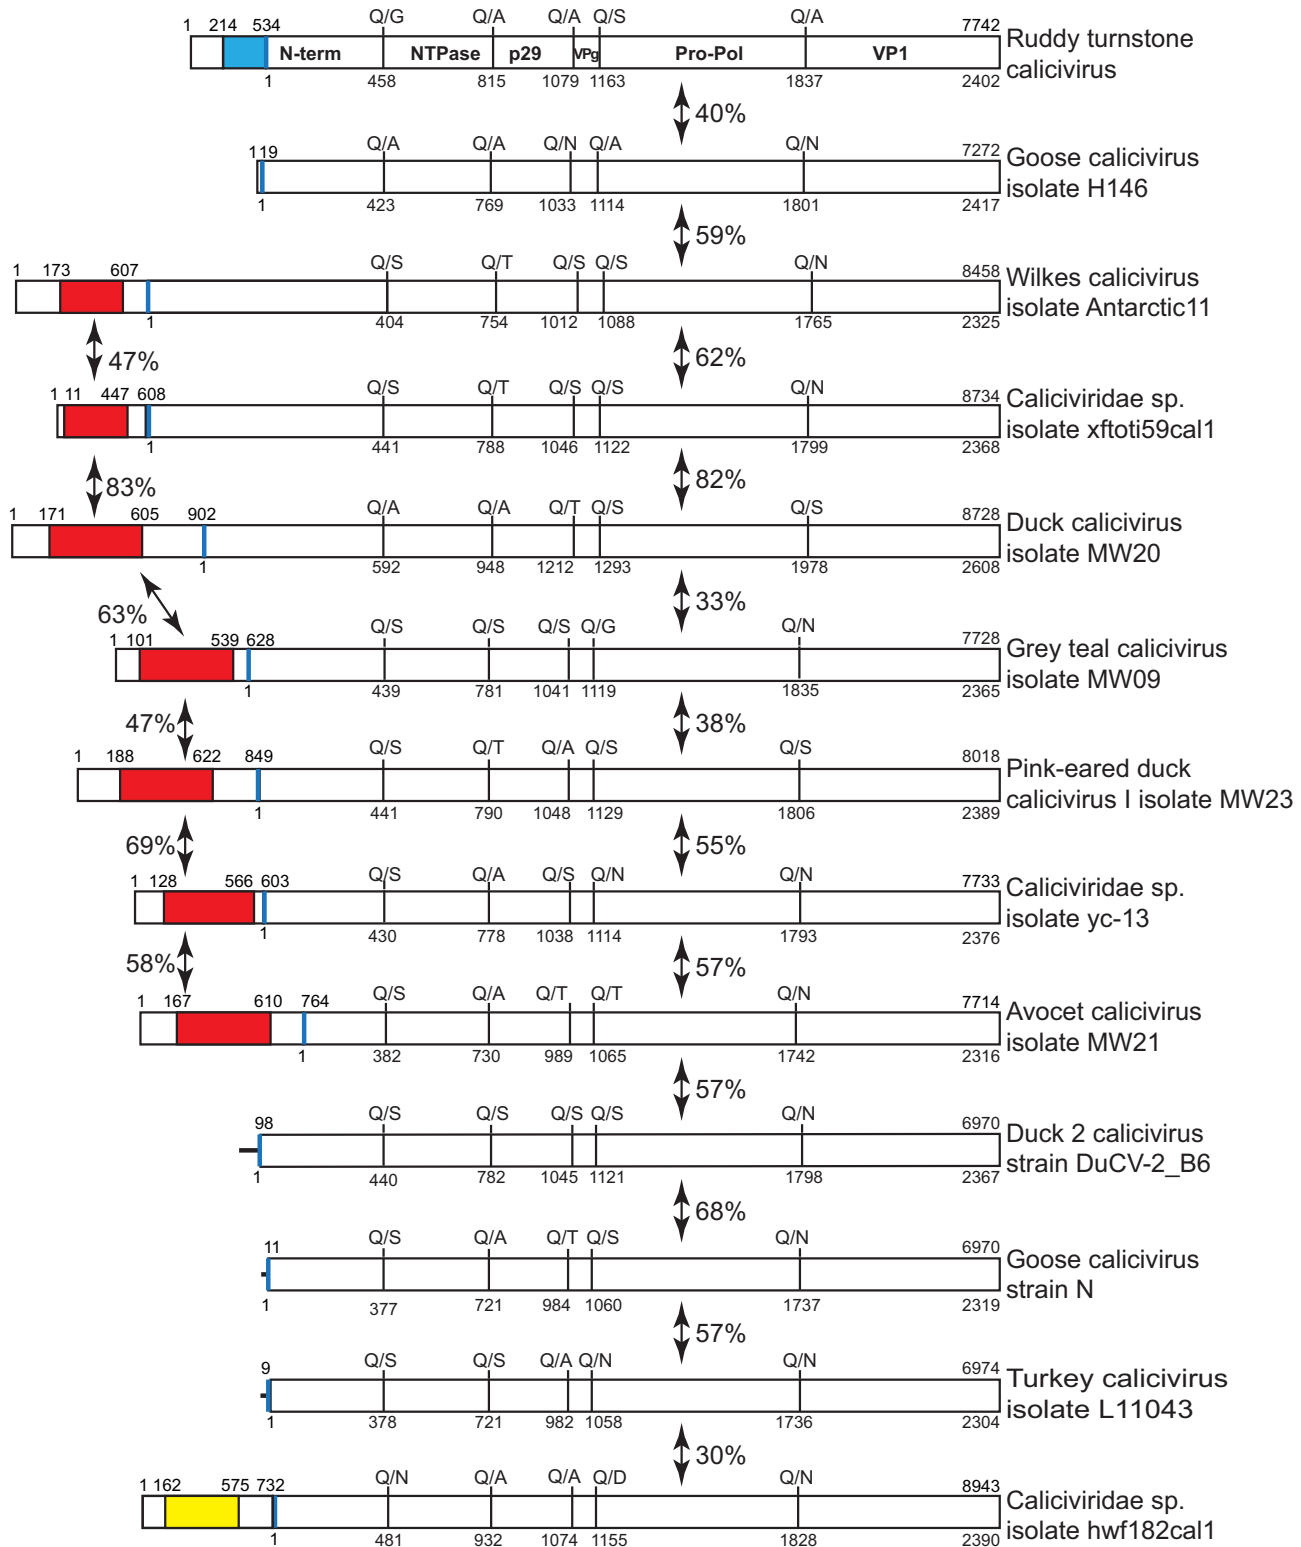 Q/G Q/A Q/A Q/S Q/A
1 214 534 7742
N-term NTPase p29 VPg Pro-Pol VP1
Ruddy turnstone
calicivirus
1 458 815 1079 1163 1837 2402
40%
Q/A Q/A Q/N Q/A Q/N
1 19 7272
Goose calicivirus
isolate H146
1 423 769 1033 1114 1801 2417
59%
Q/S Q/T Q/S Q/S Q/N
1 173 607 8458
Wilkes calicivirus
isolate Antarctic11
1 404 754 1012 1088 1765 2325
47% 62%
Q/S Q/T Q/S Q/S Q/N
1 11 447 608 8734
Caliciviridae sp.
isolate xftoti59cal1
1 441 788 1046 1122 1799 2368
83% 82%
Q/A Q/A Q/T Q/S Q/S
1 171 605 902 8728
Duck calicivirus
isolate MW20
1 592 948 1212 1293 1978 2608
63% 33%
Q/S Q/S Q/S Q/G Q/N
1 101 539 628 7728
Grey teal calicivirus
isolate MW09
1 439 781 1041 1119 1835 2365
47% 38%
Q/S Q/T Q/A Q/S Q/S
1 188 622 849 8018
Pink-eared duck
calicivirus I isolate MW23
1 441 790 1048 1129 1806 2389
69% 55%
Q/S Q/A Q/S Q/N Q/N
1 128 566 603 7733
Caliciviridae sp.
isolate yc-13
1 430 778 1038 1114 1793 2376
58% 57%
Q/S Q/A Q/T Q/T Q/N
1 167 610 764 7714
Avocet calicivirus
isolate MW21
1 382 730 989 1065 1742 2316
57%
Q/S Q/S Q/S Q/S Q/N
98 6970
Duck 2 calicivirus
strain DuCV-2_B6
1 440 782 1045 1121 1798 2367
68%
Q/S Q/A Q/T Q/S Q/N
11 6970
Goose calicivirus
strain N
1 377 721 984 1060 1737 2319
57%
Q/S Q/S Q/A Q/N Q/N
9 6974
Turkey calicivirus
isolate L11043
1 378 721 982 1058 1736 2304
30%
Q/N Q/A Q/A Q/D Q/N
1 162 575 732 8943
Caliciviridae sp.
isolate hwf182cal1
1 481 932 1074 1155 1828 2390